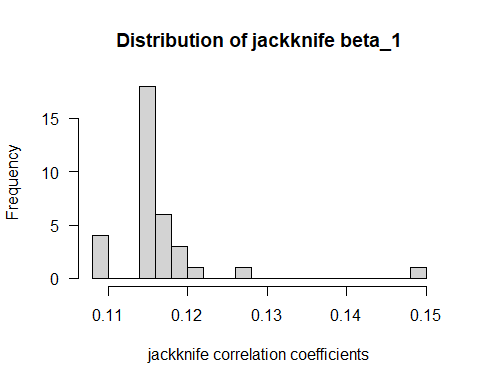 Distribution of jackknife beta_1
Frequency
15
10
5
0
0.11 0.12 0.13 0.14 0.15
jackknife correlation coefficients